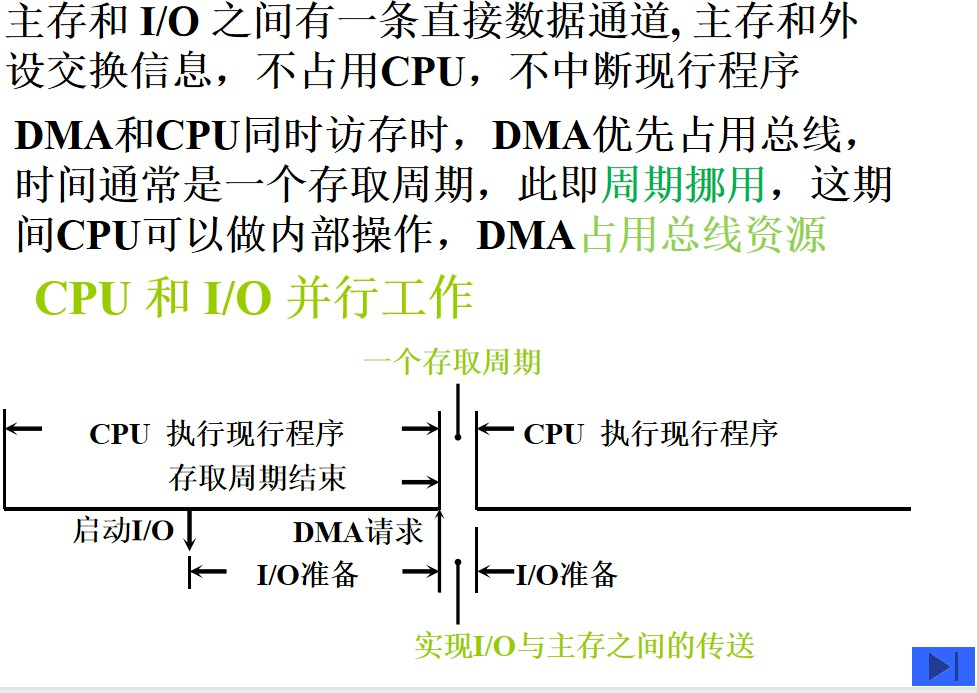 主存和 I/O 之间有一条直接数据通道, 主存和外
设交换信息，不占用CPU，不中断现行程序
DMA和CPU同时访存时，DMA优先占用总线，
时间通常是一个存取周期，此即周期挪用，这期
间CPU可以做内部操作，DMA占用总线资源
CPU 和 I/O 并行工作
一个存取周期
CPU 执行现行程序
CPU 执行现行程序
存取周期结束
启动I/O
DMA请求
I/O准备
I/O准备
实现I/O与主存之间的传送